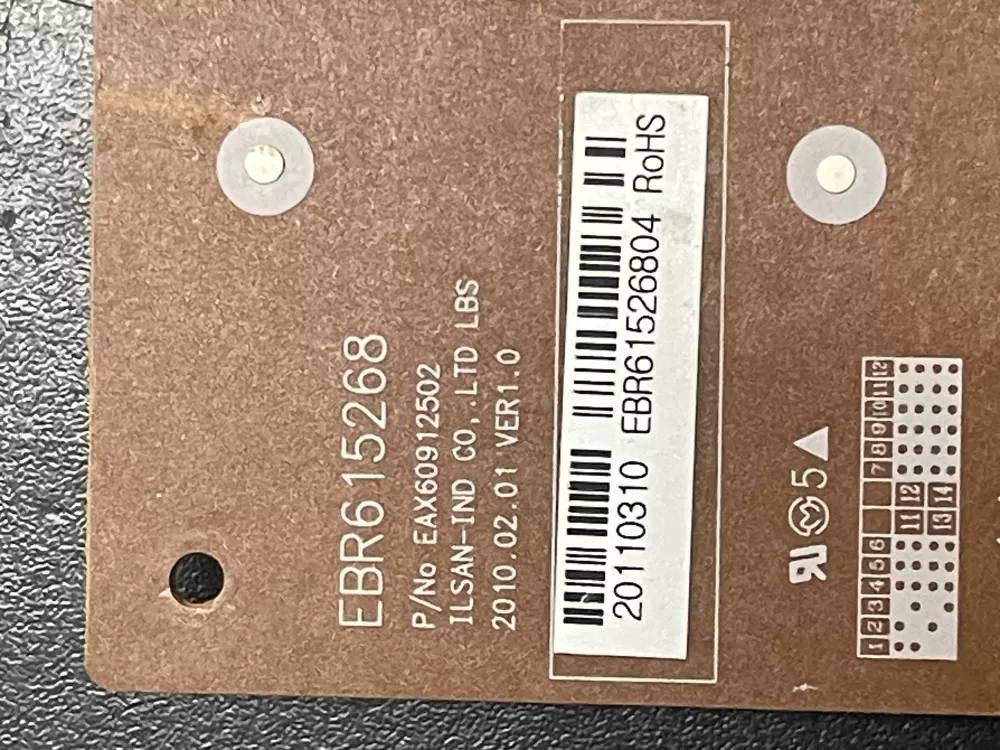 EBR615268
P/No EAX60912502
ILSAN-IND CO,.LTD LBS
2010.02.01 VER1.0
20110310 EBR61526804 RoHS
5
1 2 3 4 5 6 7 8 9 10 11 12
11 12
13 14